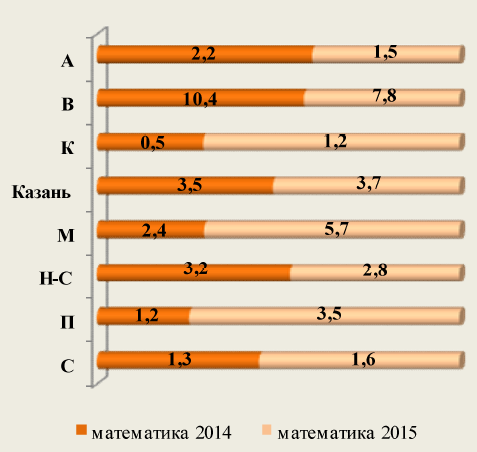 А 2,2 1,5
В 10,4 7,8
К 0,5 1,2
Казань 3,5 3,7
М 2,4 5,7
Н-С 3,2 2,8
П 1,2 3,5
С 1,3 1,6
математика 2014 математика 2015